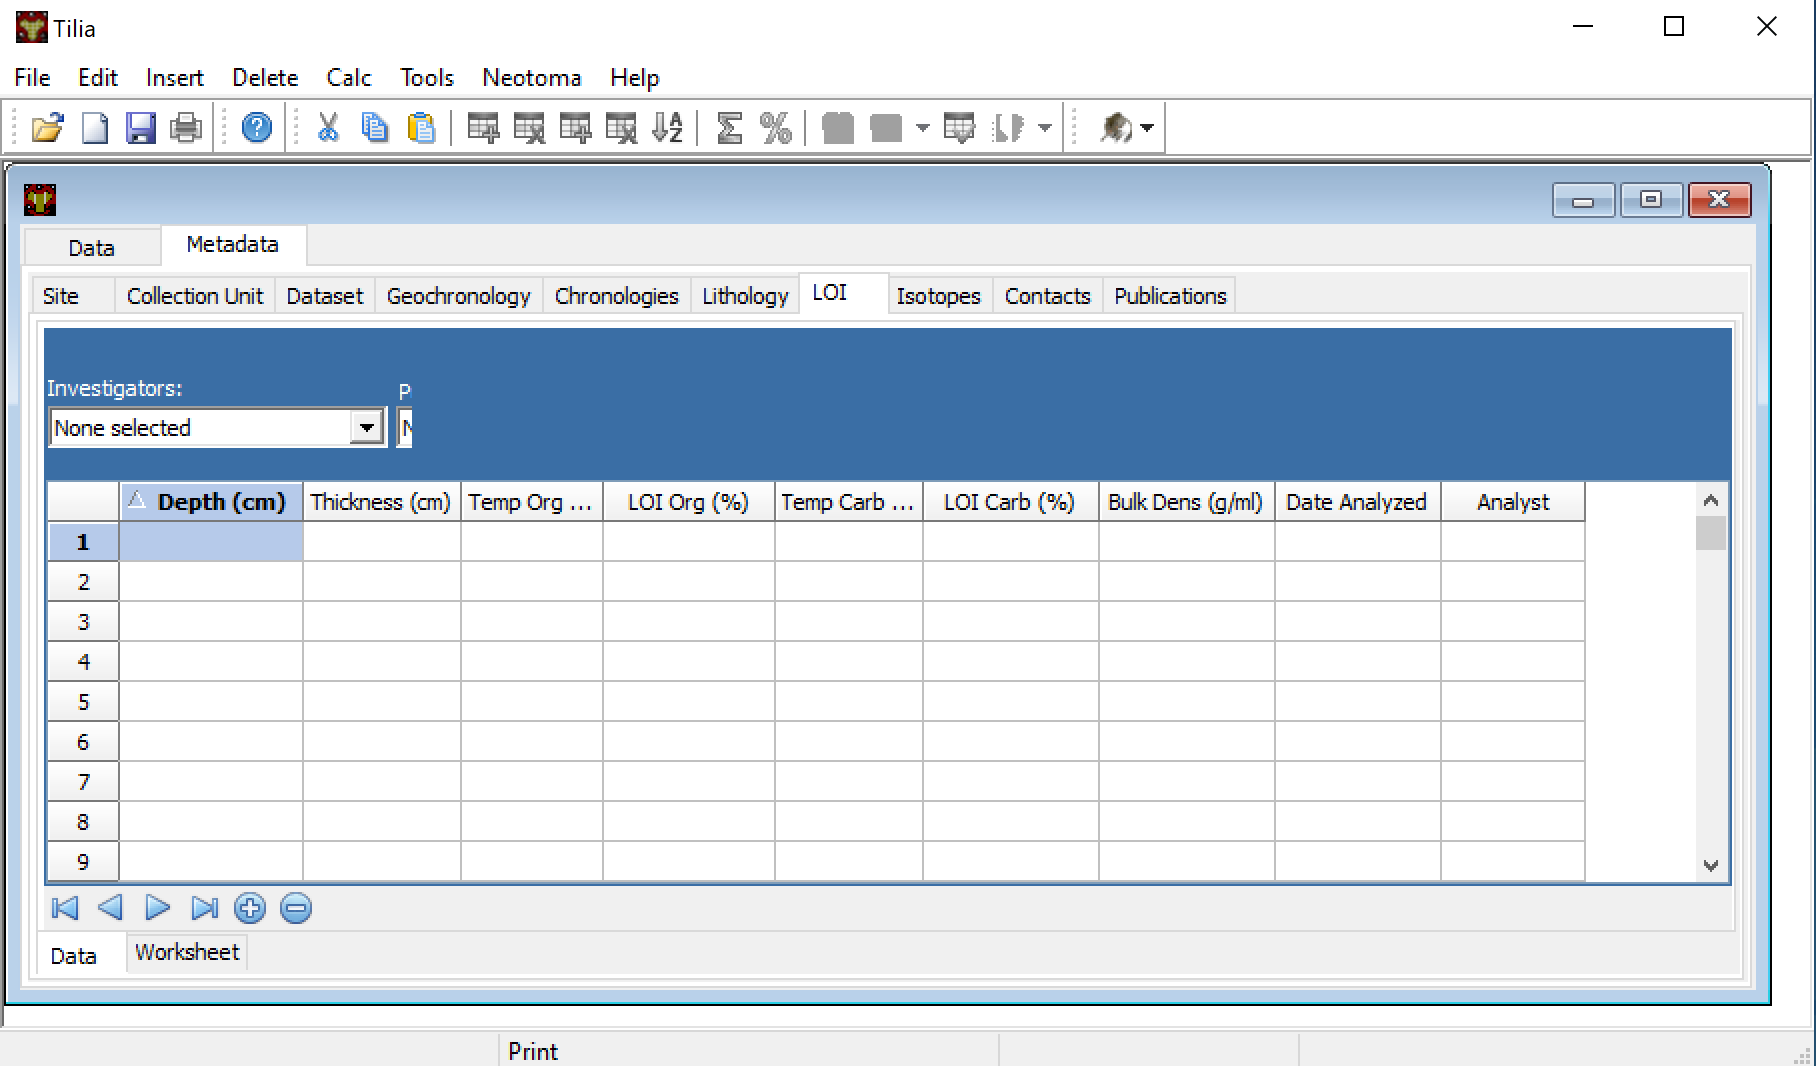 Tilia
File Edit Insert Delete Calc Tools Neotoma Help
Data Metadata
Site Collection Unit Dataset Geochronology Chronologies Lithology LOI Isotopes Contacts Publications
Investigators: P
None selected N
Depth (cm) Thickness (cm) Temp Org ... LOI Org (%) Temp Carb ... LOI Carb (%) Bulk Dens (g/ml) Date Analyzed Analyst
1
2
3
4
5
6
7
8
9
Data Worksheet
Print